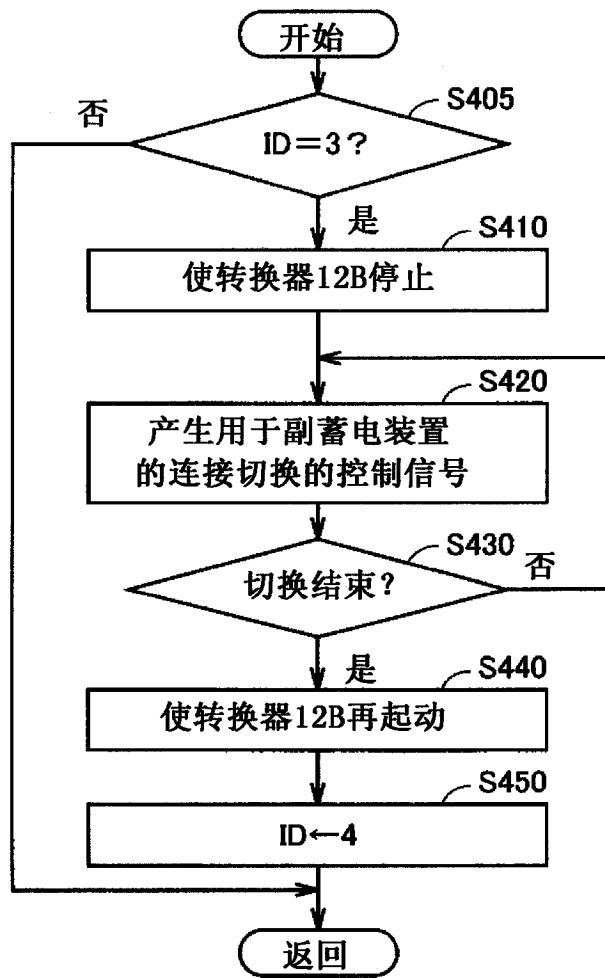 开始
S405
否
ID＝3？
是
S410
使转换器12B停止
S420
产生用于副蓄电装置
的连接切换的控制信号
S430
切换结束？
否
是
S440
使转换器12B再起动
S450
ID←4
返回